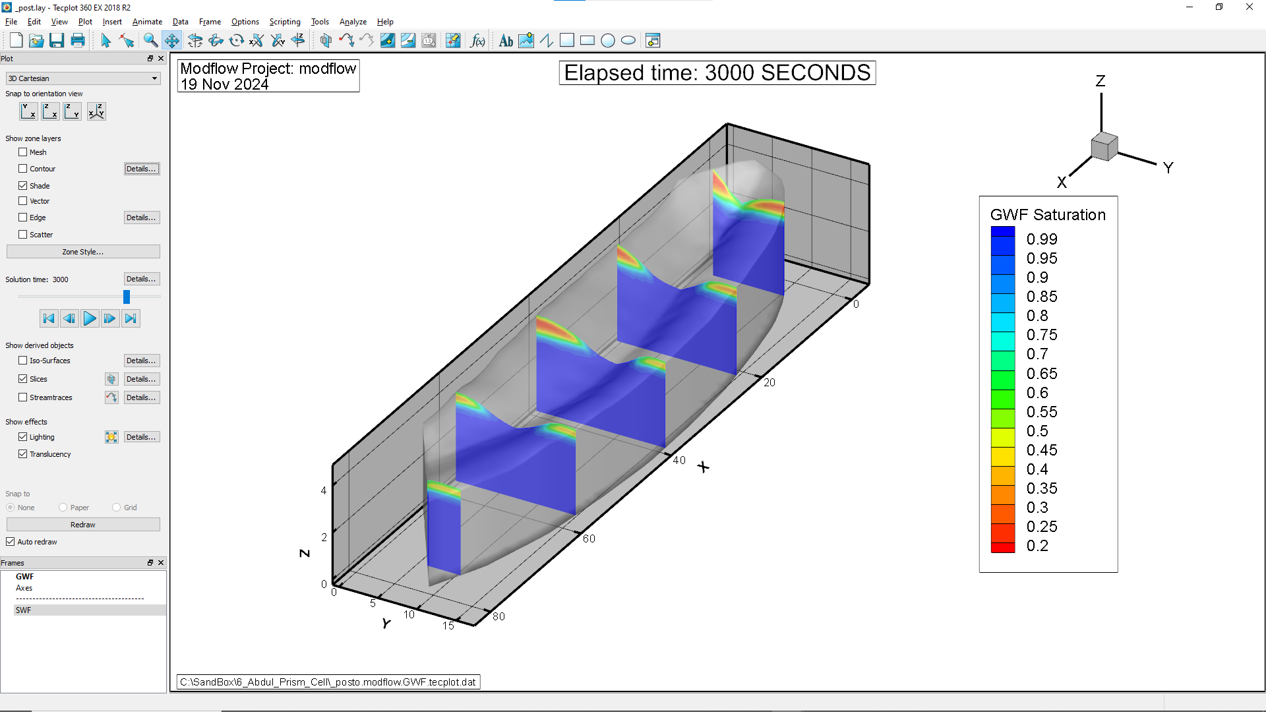 _post.lay - Tecplot 360 EX 2018 R2
File Edit View Plot Insert Animate Data Frame Options Scripting Tools Analyze Help
Plot
3D Cartesian
Snap to orientation view
Show zone layers
Mesh
Contour Details...
Shade
Vector
Edge Details...
Scatter
Zone Style...
Solution time: 3000 Details...
Show derived objects
Iso-Surfaces Details...
Slices Details...
Streamtraces Details...
Show effects
Lighting Details...
Translucency
Snap to
None Paper Grid
Redraw
Auto redraw
Frames
GWF
Axes
SWF
Modflow Project: modflow
19 Nov 2024
Elapsed time: 3000 SECONDS
Z
Y
X
GWF Saturation
0.99
0.95
0.9
0.85
0.8
0.75
0.7
0.65
0.6
0.55
0.5
0.45
0.4
0.35
0.3
0.25
0.2
0
20
40
X
60
80
4
2
0
Z
0
5
10
15
Y
C:\SandBox\6_Abdul_Prism_Cell\_posto.modflow.GWF.tecplot.dat